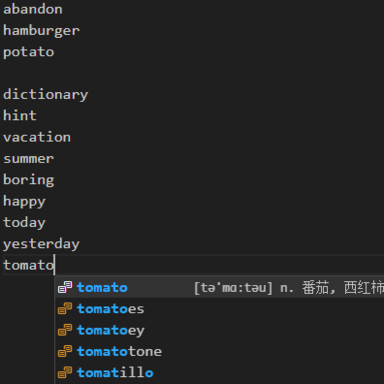 abandon
hamburger
potato
dictionary
hint
vacation
summer
boring
happy
today
yesterday
tomato
tomato [tə'mɑ:təu] n. 番茄, 西红柿
tomatoes
tomatoey
tomatotone
tomatillo